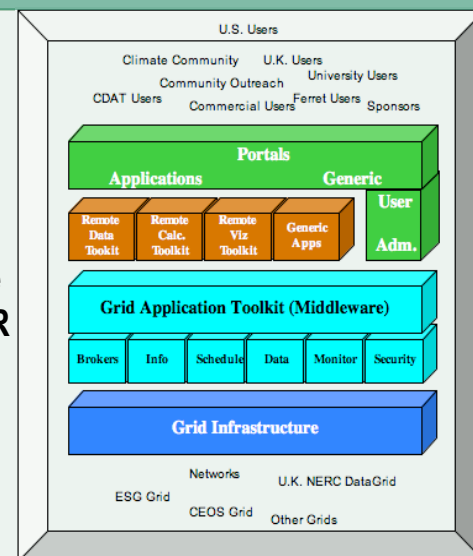 U.S. Users
Climate Community U.K. Users
Community Outreach University Users
CDAT Users Commercial Users Ferret Users Sponsors
Portals
Applications Generic
Remote Data Tookit
Remote Calc. Toolkit
Remote Viz Toolkit
Generic Apps
User Adm.
R
Grid Application Toolkit (Middleware)
Brokers Info Schedule Data Monitor Security
Grid Infrastructure
Networks
ESG Grid U.K. NERC DataGrid
CEOS Grid Other Grids